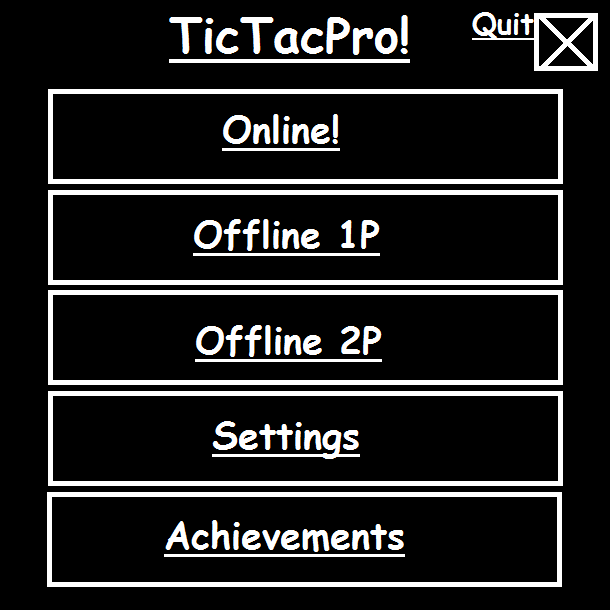 TicTacPro!
Quit
Online!
Offline 1P
Offline 2P
Settings
Achievements